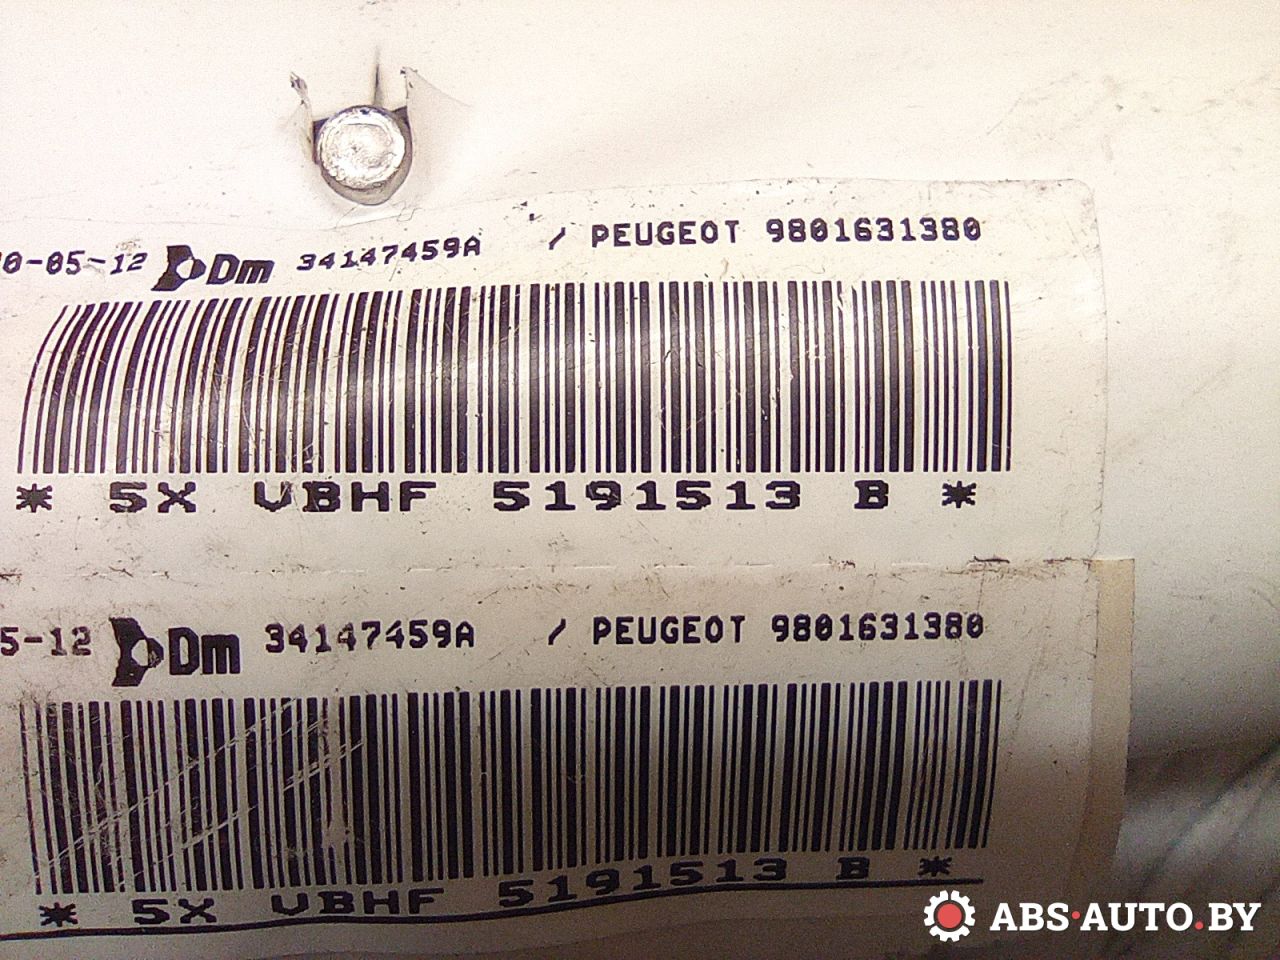 0-05-12 Dm 34147459A / PEUGEOT 9801631380
* 5X VBHF 5191513 B *
5-12 Dm 34147459A / PEUGEOT 9801631380
* 5X VBHF 5191513 B *
ABS·AUTO.BY